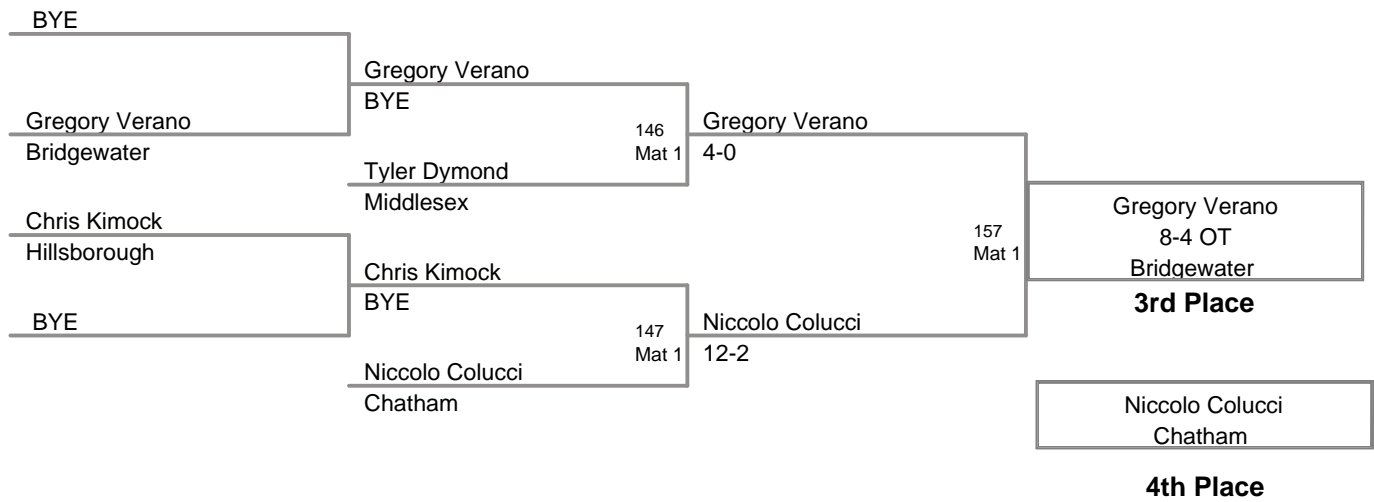 BYE
Gregory Verano
BYE
Gregory Verano
Bridgewater
146
Mat 1
Gregory Verano
4-0
Tyler Dymond
Middlesex
Chris Kimock
Hillsborough
157
Mat 1
Gregory Verano
8-4 OT
Bridgewater
3rd Place
Chris Kimock
BYE
BYE
147
Mat 1
Niccolo Colucci
12-2
Niccolo Colucci
Chatham
Niccolo Colucci
Chatham
4th Place